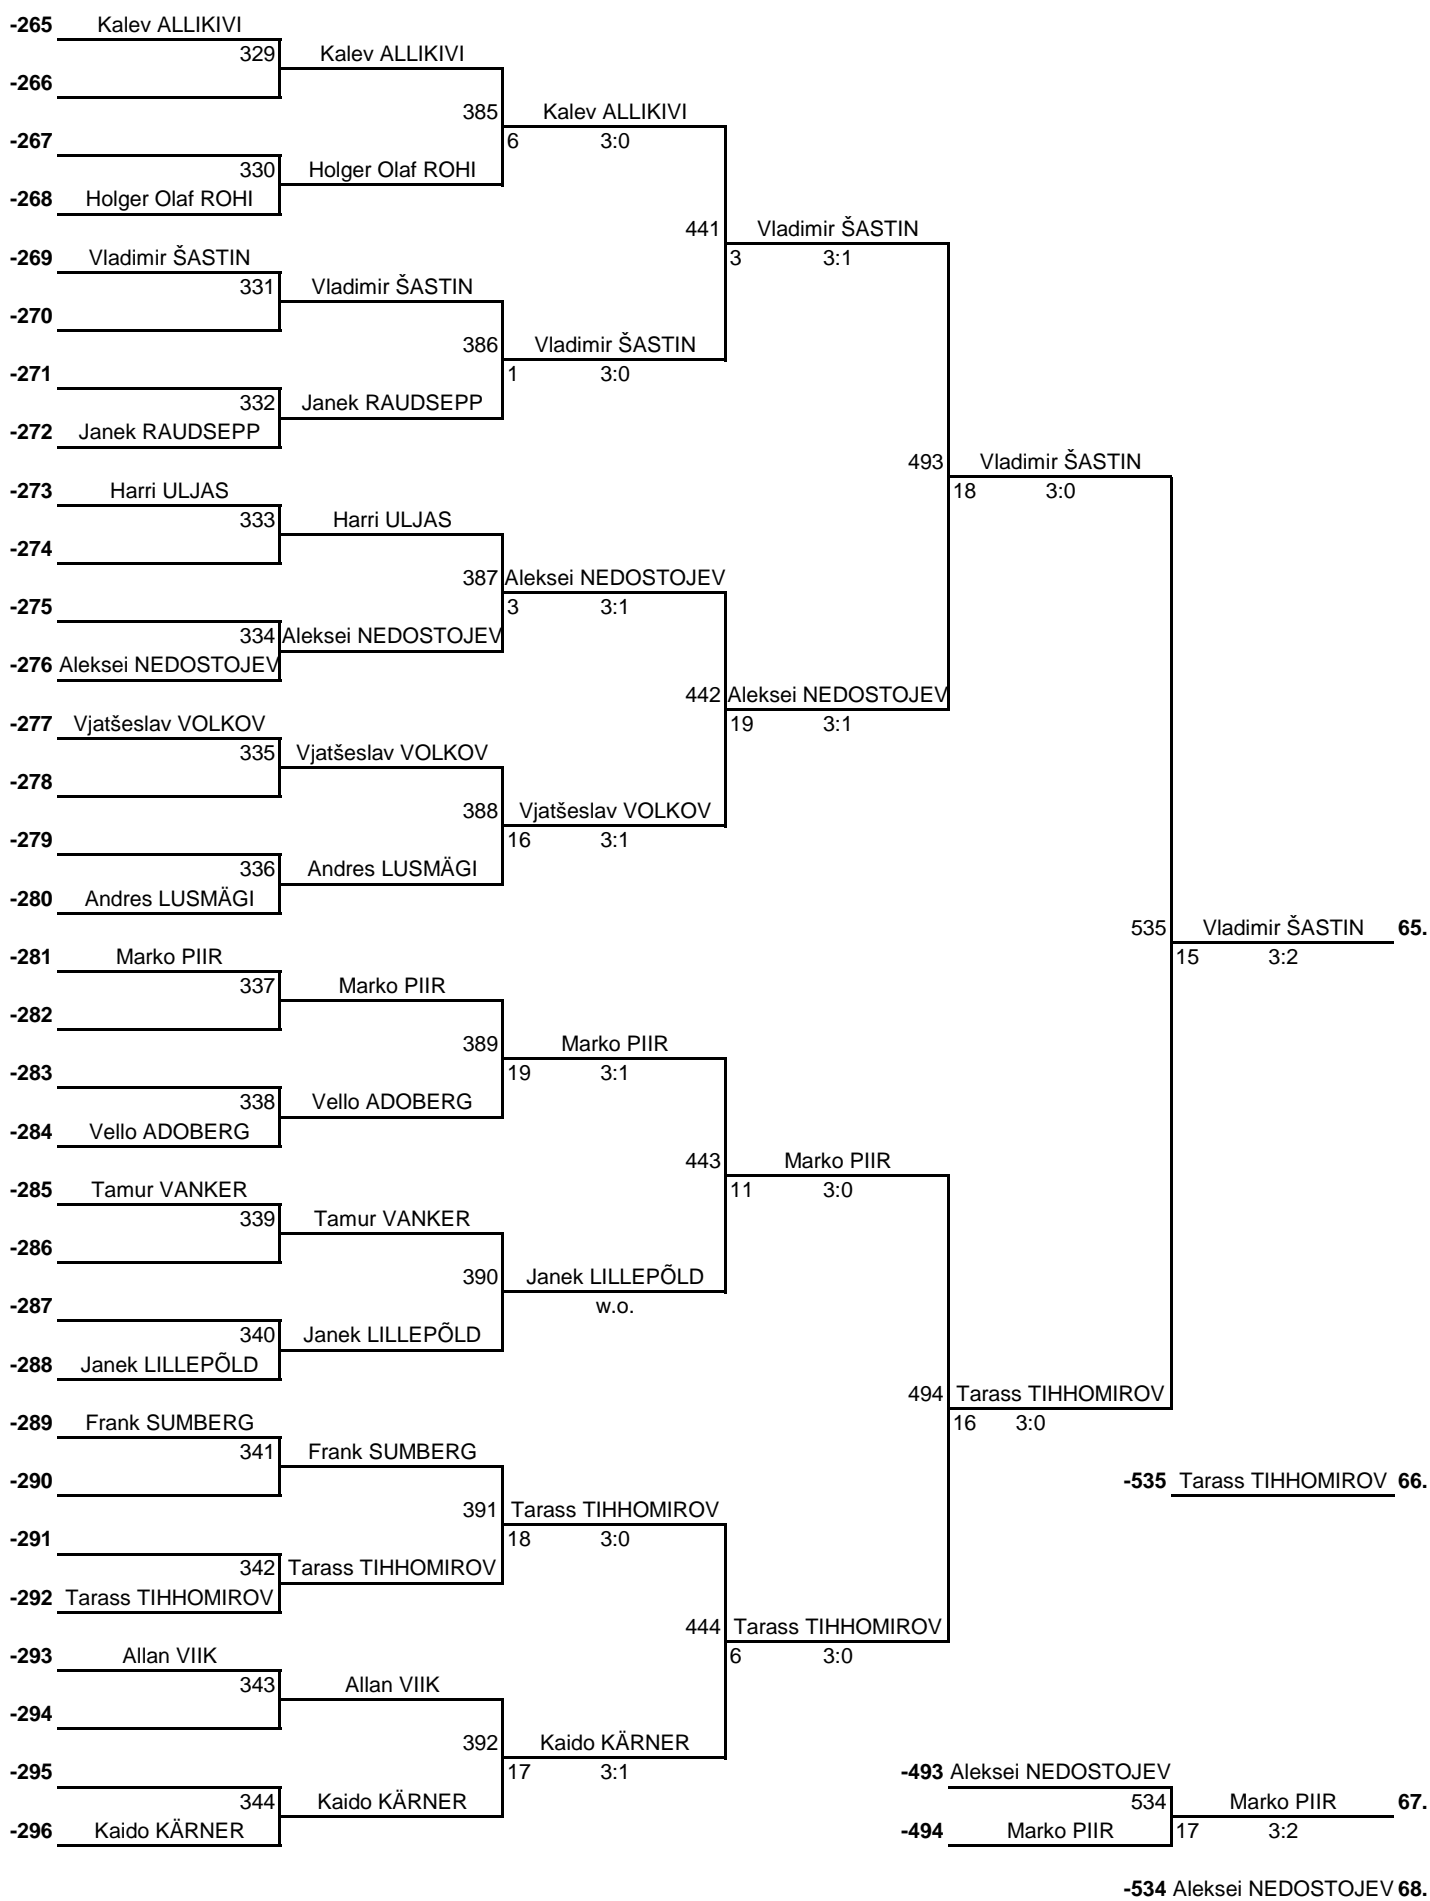 -265 Kalev ALLIKIVI
329 Kalev ALLIKIVI
-266
385 Kalev ALLIKIVI
-267 6 3:0
330 Holger Olaf ROHI
-268 Holger Olaf ROHI
441 Vladimir ŠASTIN
-269 Vladimir ŠASTIN 3 3:1
331 Vladimir ŠASTIN
-270
386 Vladimir ŠASTIN
-271 1 3:0
332 Janek RAUDSEPP
-272 Janek RAUDSEPP
493 Vladimir ŠASTIN
-273 Harri ULJAS 18 3:0
333 Harri ULJAS
-274
387 Aleksei NEDOSTOJEV
-275 3 3:1
334 Aleksei NEDOSTOJEV
-276 Aleksei NEDOSTOJEV
442 Aleksei NEDOSTOJEV
-277 Vjatšeslav VOLKOV 19 3:1
335 Vjatšeslav VOLKOV
-278
388 Vjatšeslav VOLKOV
-279 16 3:1
336 Andres LUSMÄGI
-280 Andres LUSMÄGI
535 Vladimir ŠASTIN 65.
-281 Marko PIIR 15 3:2
337 Marko PIIR
-282
389 Marko PIIR
-283 19 3:1
338 Vello ADOBERG
-284 Vello ADOBERG
443 Marko PIIR
-285 Tamur VANKER 11 3:0
339 Tamur VANKER
-286
390 Janek LILLEPÕLD
-287 w.o.
340 Janek LILLEPÕLD
-288 Janek LILLEPÕLD
494 Tarass TIHHOMIROV
-289 Frank SUMBERG 16 3:0
341 Frank SUMBERG
-290 -535 Tarass TIHHOMIROV 66.
391 Tarass TIHHOMIROV
-291 18 3:0
342 Tarass TIHHOMIROV
-292 Tarass TIHHOMIROV
444 Tarass TIHHOMIROV
-293 Allan VIIK 6 3:0
343 Allan VIIK
-294
392 Kaido KÄRNER
-295 17 3:1 -493 Aleksei NEDOSTOJEV
344 Kaido KÄRNER 534 Marko PIIR 67.
-296 Kaido KÄRNER -494 Marko PIIR 17 3:2
-534 Aleksei NEDOSTOJEV 68.